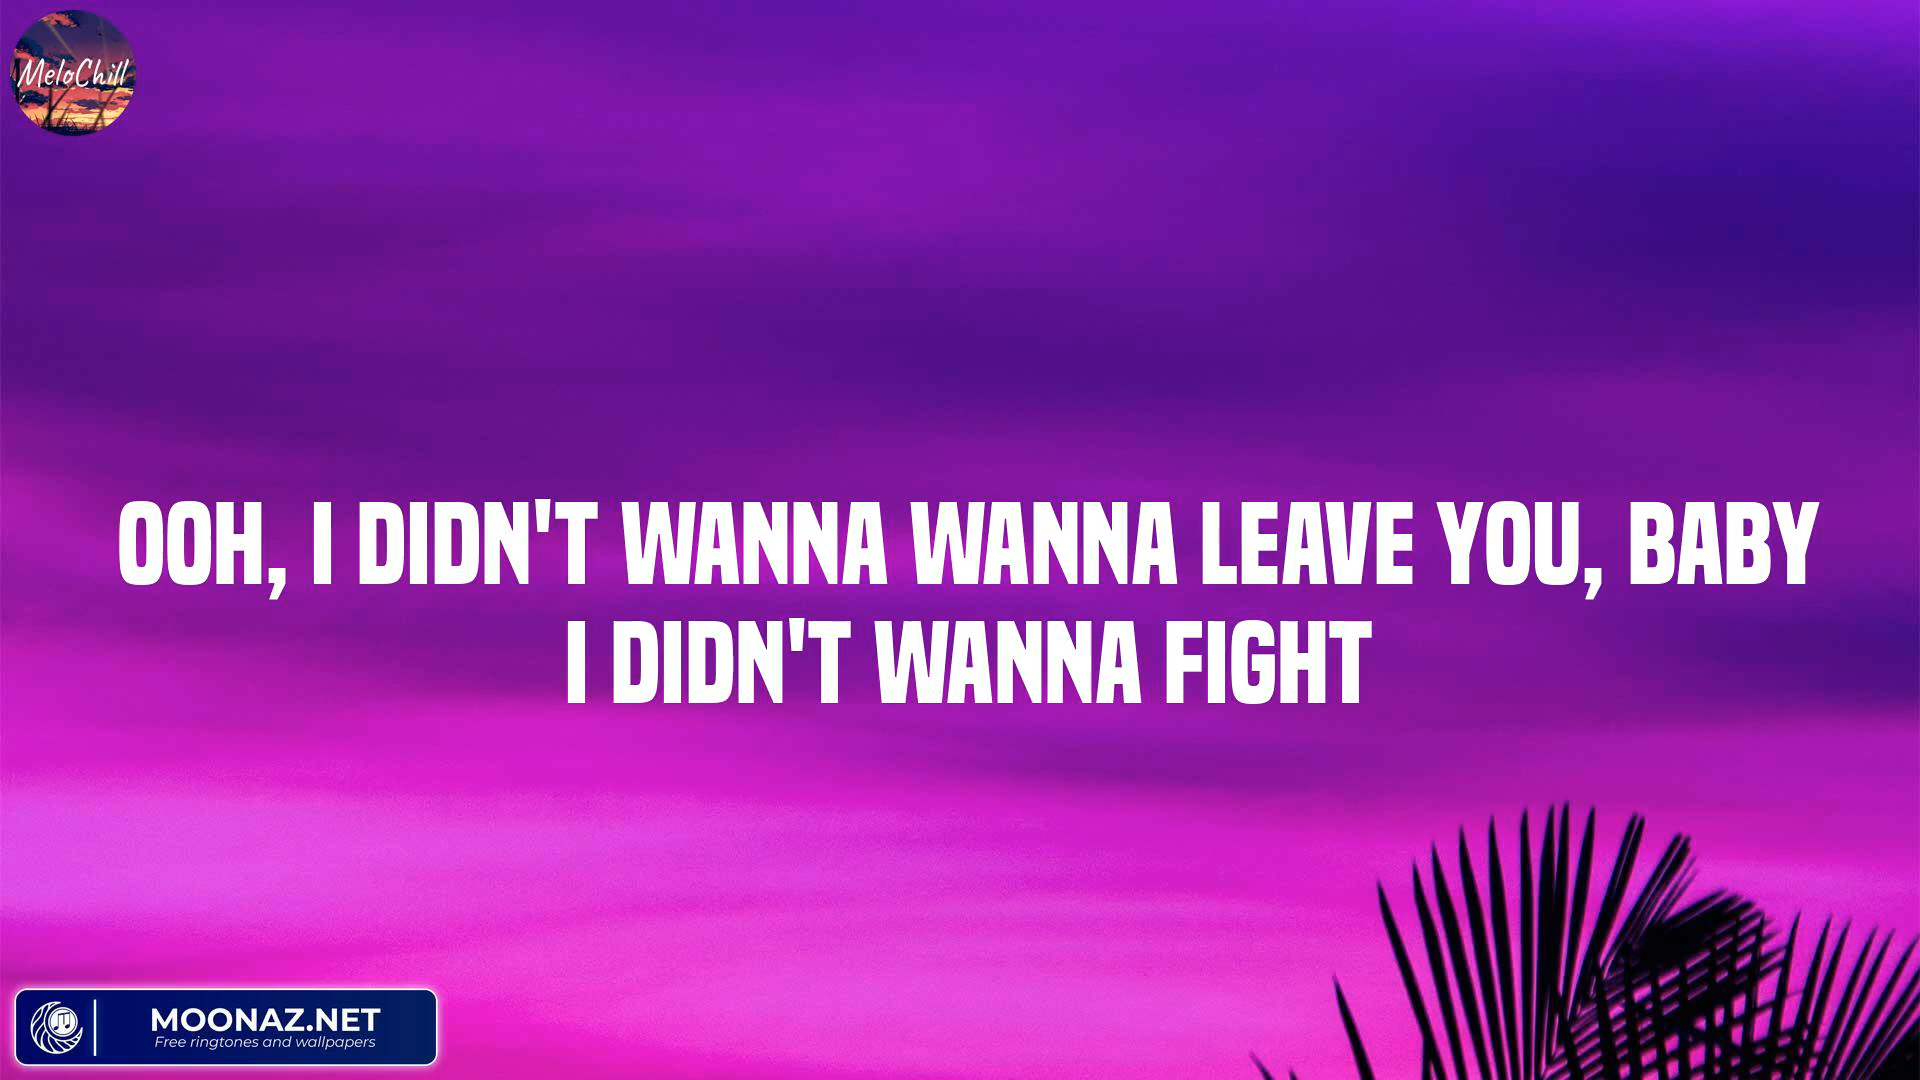 MeloChill
OOH, I DIDN'T WANNA WANNA LEAVE YOU, BABY
I DIDN'T WANNA FIGHT
MOONAZ.NET
Free ringtones and wallpapers